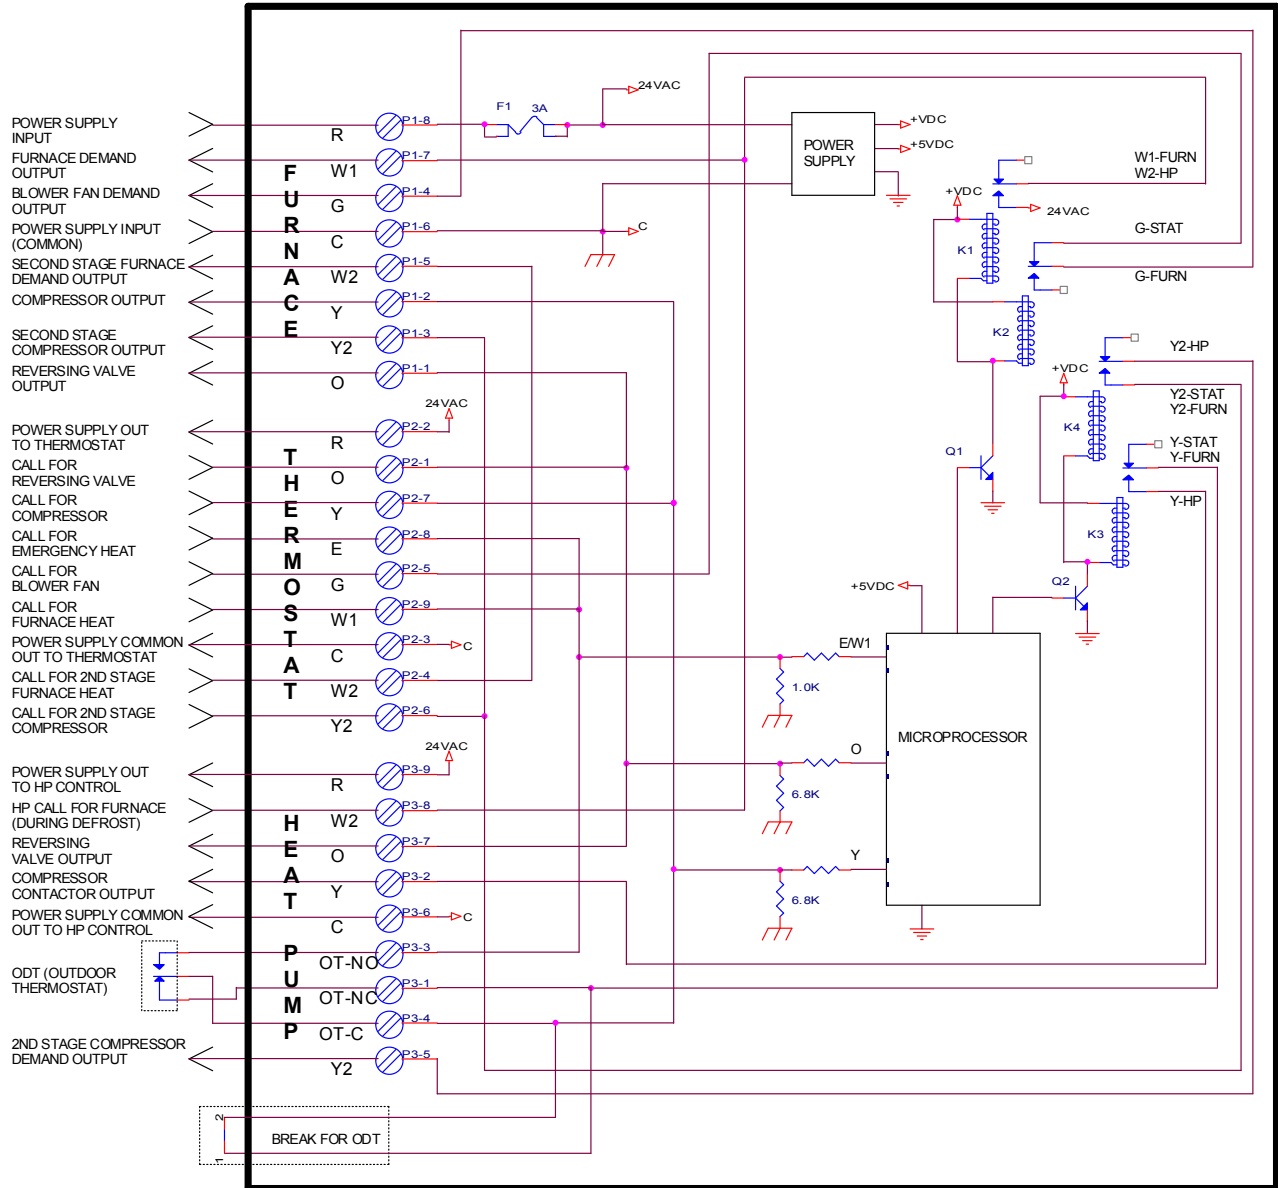 POWER SUPPLY
INPUT
R
P1-8
F1
3A
24VAC
FURNACE DEMAND
OUTPUT
W1
P1-7
BLOWER FAN DEMAND
OUTPUT
G
P1-4
POWER SUPPLY INPUT
(COMMON)
C
P1-6
C
SECOND STAGE FURNACE
DEMAND OUTPUT
W2
P1-5
COMPRESSOR OUTPUT
Y
P1-2
SECOND STAGE
COMPRESSOR OUTPUT
Y2
P1-3
REVERSING VALVE
OUTPUT
O
P1-1
FURNACE
POWER
SUPPLY
+VDC
+5VDC
W1-FURN
W2-HP
+VDC
24VAC
K1
G-STAT
G-FURN
K2
Y2-HP
+VDC
Y2-STAT
Y2-FURN
K4
Y-STAT
Y-FURN
Y-HP
K3
Q1
Q2
POWER SUPPLY OUT
TO THERMOSTAT
R
P2-2
24VAC
CALL FOR
REVERSING VALVE
O
P2-1
CALL FOR
COMPRESSOR
Y
P2-7
CALL FOR
EMERGENCY HEAT
E
P2-8
CALL FOR
BLOWER FAN
G
P2-5
CALL FOR
FURNACE HEAT
W1
P2-9
POWER SUPPLY COMMON
OUT TO THERMOSTAT
C
P2-3
C
CALL FOR 2ND STAGE
FURNACE HEAT
W2
P2-4
CALL FOR 2ND STAGE
COMPRESSOR
Y2
P2-6
THERMOSTAT
+5VDC
E/W1
1.0K
O
6.8K
Y
6.8K
MICROPROCESSOR
POWER SUPPLY OUT
TO HP CONTROL
R
P3-9
24VAC
HP CALL FOR FURNACE
(DURING DEFROST)
W2
P3-8
REVERSING
VALVE OUTPUT
O
P3-7
COMPRESSOR
CONTACTOR OUTPUT
Y
P3-2
POWER SUPPLY COMMON
OUT TO HP CONTROL
C
P3-6
C
OT-NO
P3-3
ODT (OUTDOOR
THERMOSTAT)
OT-NC
P3-1
OT-C
P3-4
2ND STAGE COMPRESSOR
DEMAND OUTPUT
Y2
P3-5
HEAT PUMP
2
1
BREAK FOR ODT